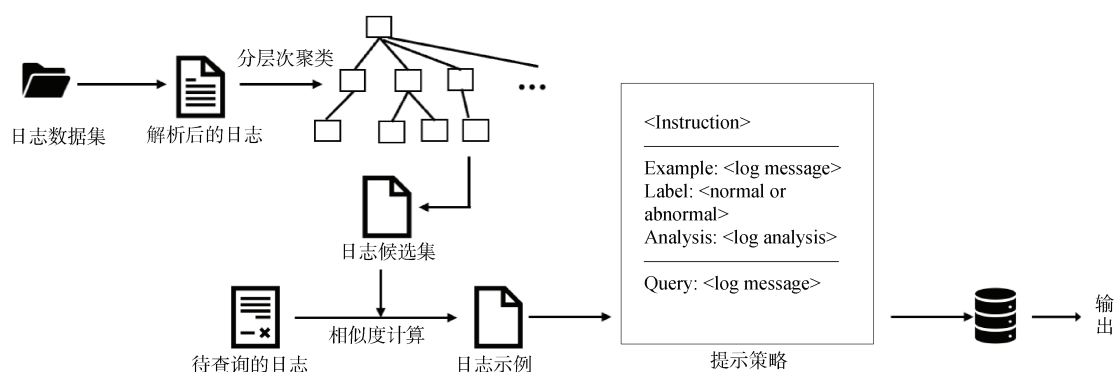 分层次聚类
...
日志数据集
解析后的日志
日志候选集
相似度计算
待查询的日志
日志示例
<Instruction>
Example: <log message>
Label: <normal or
abnormal>
Analysis: <log analysis>
Query: <log message>
提示策略
输
出